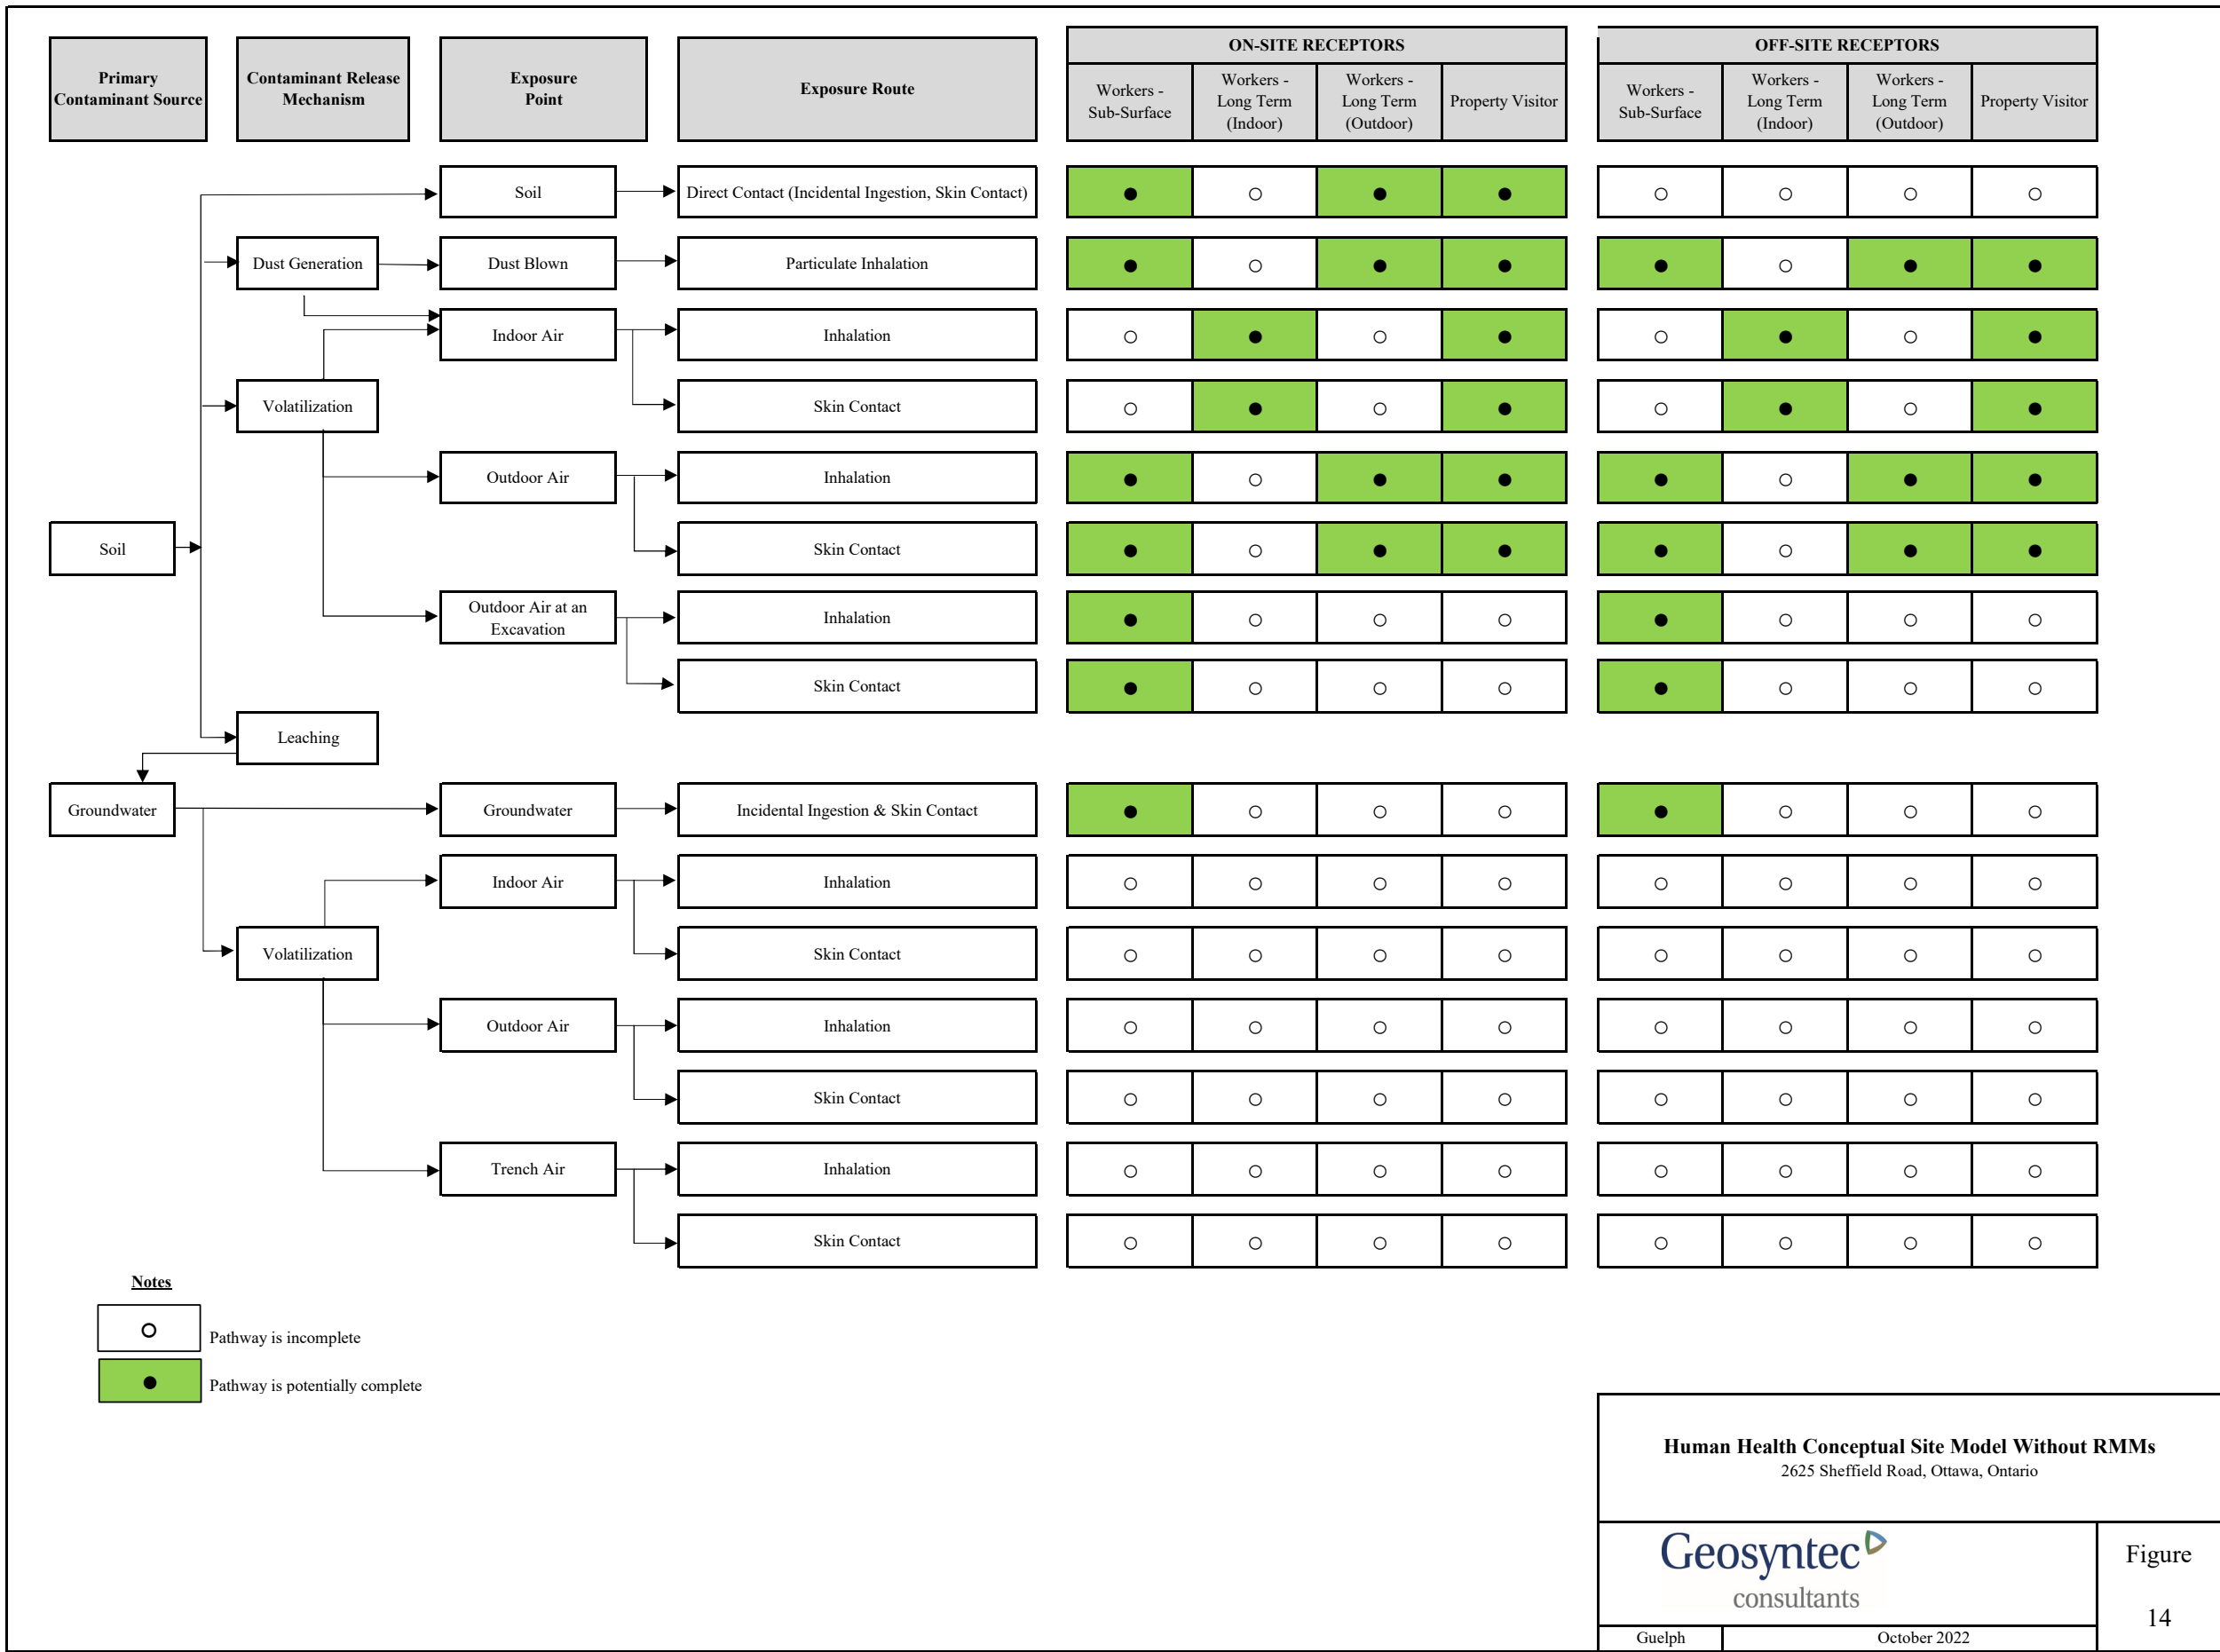 Primary
Contaminant Source
Contaminant Release
Mechanism
Exposure
Point
Exposure Route
ON-SITE RECEPTORS
Workers -
Sub-Surface
Workers -
Long Term
(Indoor)
Workers -
Long Term
(Outdoor)
Property Visitor
OFF-SITE RECEPTORS
Workers -
Sub-Surface
Workers -
Long Term
(Indoor)
Workers -
Long Term
(Outdoor)
Property Visitor
Soil
Direct Contact (Incidental Ingestion, Skin Contact)
Dust Generation
Dust Blown
Particulate Inhalation
Indoor Air
Inhalation
Volatilization
Skin Contact
Outdoor Air
Inhalation
Soil
Skin Contact
Outdoor Air at an
Excavation
Inhalation
Skin Contact
Leaching
Groundwater
Groundwater
Incidental Ingestion & Skin Contact
Indoor Air
Inhalation
Volatilization
Skin Contact
Outdoor Air
Inhalation
Skin Contact
Trench Air
Inhalation
Skin Contact
Notes
Pathway is incomplete
Pathway is potentially complete
Human Health Conceptual Site Model Without RMMs
2625 Sheffield Road, Ottawa, Ontario
Geosyntec
consultants
Figure
14
Guelph
October 2022